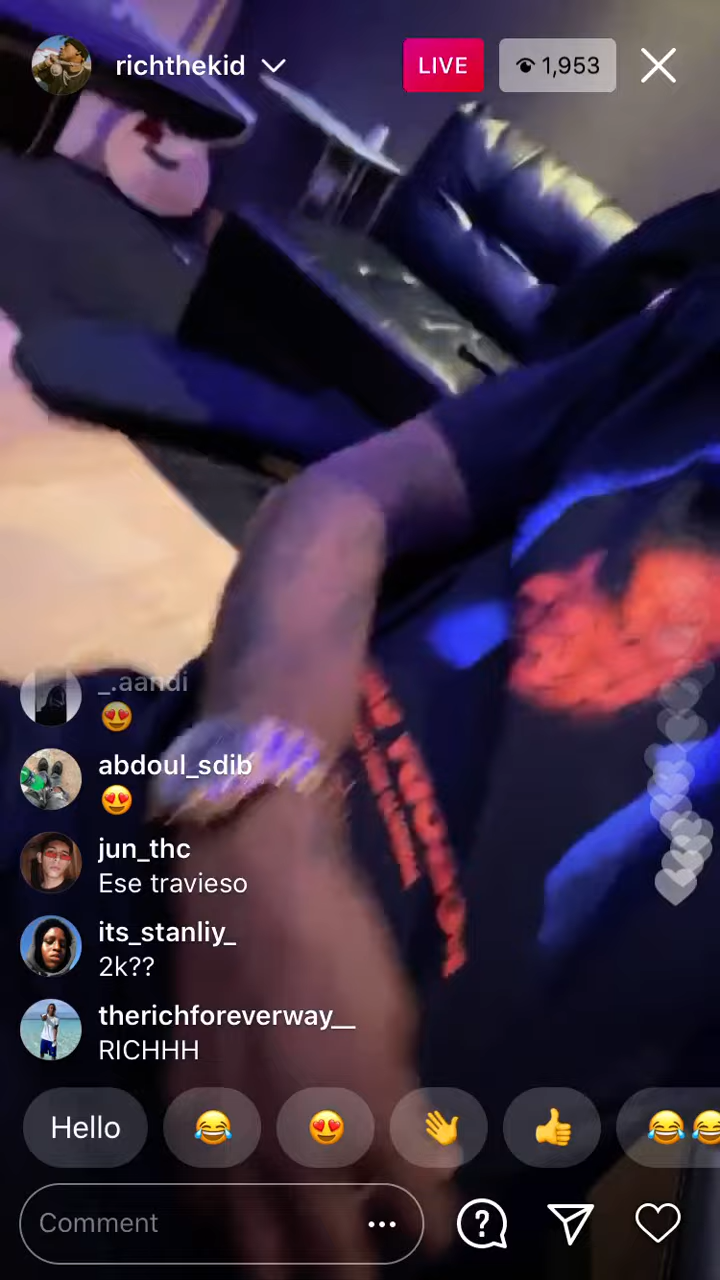 richthekid
LIVE
1,953
_.aandi
😍
abdoul_sdib
😍
jun_thc
Ese travieso
its_stanliy_
2k??
therichforeverway__
RICHHH
Hello 😂 😍 👋 👍 😂😂
Comment